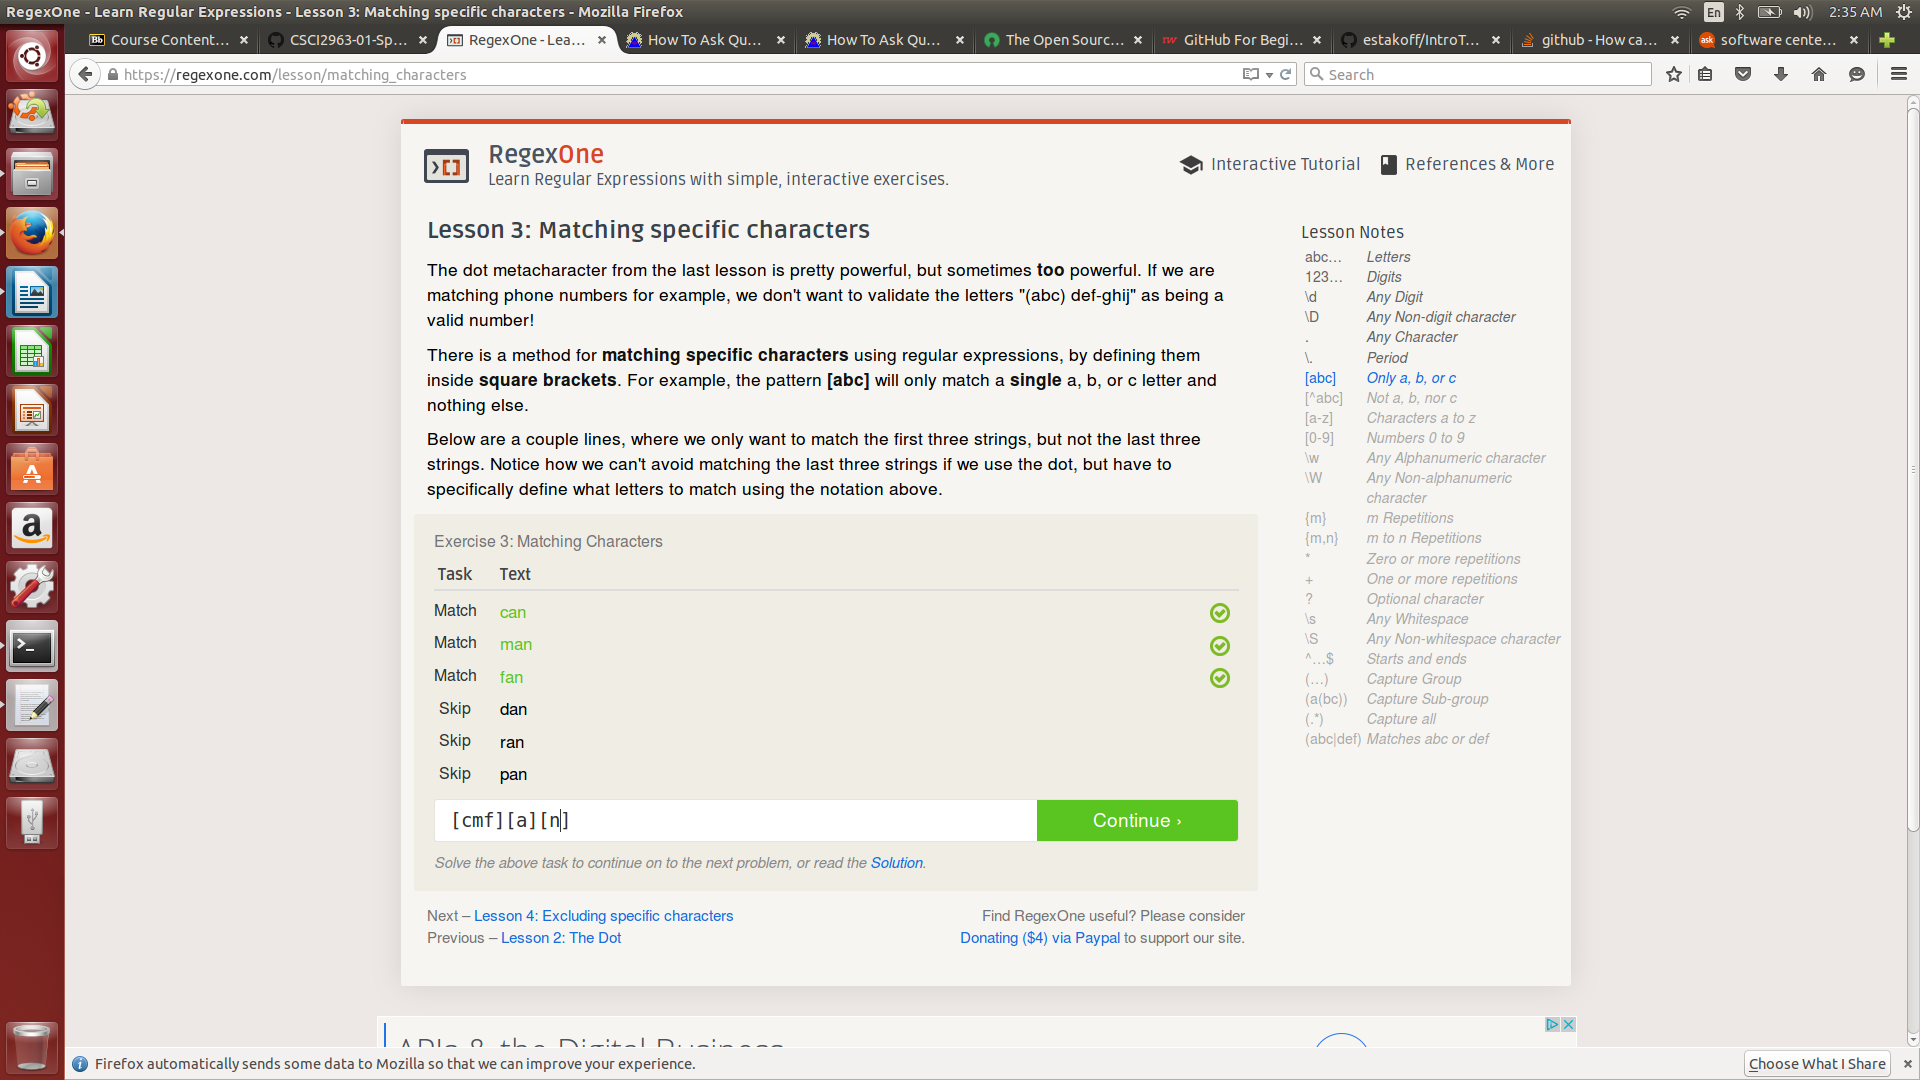 RegexOne - Learn Regular Expressions - Lesson 3: Matching specific characters - Mozilla Firefox
En
2:35 AM
Bb Course Content...
CSCI2963-01-Sp...
RegexOne - Lea...
How To Ask Qu...
How To Ask Qu...
The Open Sourc...
GitHub For Begi...
estakoff/IntroT...
github - How ca...
ask software cente...
https://regexone.com/lesson/matching_characters
Search
RegexOne
Learn Regular Expressions with simple, interactive exercises.
Interactive Tutorial
References & More
Lesson 3: Matching specific characters
The dot metacharacter from the last lesson is pretty powerful, but sometimes too powerful. If we are
matching phone numbers for example, we don't want to validate the letters "(abc) def-ghij" as being a
valid number!
There is a method for matching specific characters using regular expressions, by defining them
inside square brackets. For example, the pattern [abc] will only match a single a, b, or c letter and
nothing else.
Below are a couple lines, where we only want to match the first three strings, but not the last three
strings. Notice how we can't avoid matching the last three strings if we use the dot, but have to
specifically define what letters to match using the notation above.
Exercise 3: Matching Characters
Task Text
Match can
Match man
Match fan
Skip dan
Skip ran
Skip pan
[cmf][a][n]
Continue ›
Solve the above task to continue on to the next problem, or read the Solution.
Next – Lesson 4: Excluding specific characters
Previous – Lesson 2: The Dot
Find RegexOne useful? Please consider
Donating ($4) via Paypal to support our site.
Lesson Notes
abc… Letters
123… Digits
\d Any Digit
\D Any Non-digit character
. Any Character
\. Period
[abc] Only a, b, or c
[^abc] Not a, b, nor c
[a-z] Characters a to z
[0-9] Numbers 0 to 9
\w Any Alphanumeric character
\W Any Non-alphanumeric
character
{m} m Repetitions
{m,n} m to n Repetitions
* Zero or more repetitions
+ One or more repetitions
? Optional character
\s Any Whitespace
\S Any Non-whitespace character
^…$ Starts and ends
(…) Capture Group
(a(bc)) Capture Sub-group
(.*) Capture all
(abc|def) Matches abc or def
APIs & the Digital Business
Firefox automatically sends some data to Mozilla so that we can improve your experience.
Choose What I Share